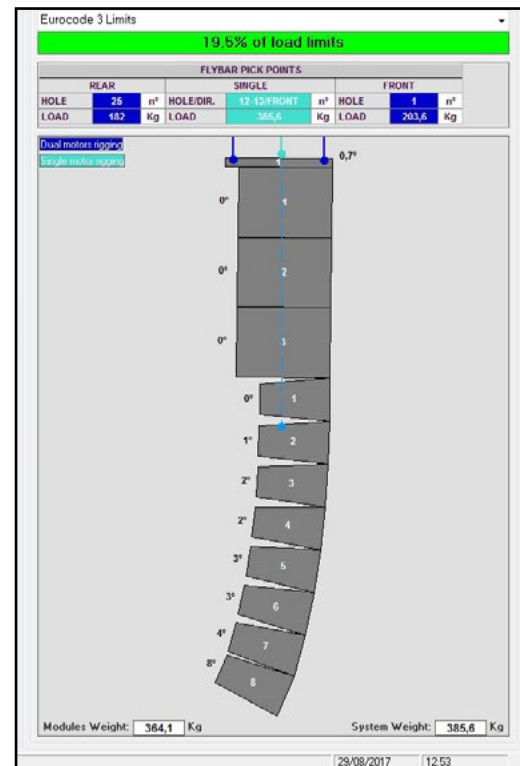 Eurocode 3 Limits
19,5% of load limits
FLYBAR PICK POINTS
REAR SINGLE FRONT
HOLE 25 n° HOLE/DIR. 12-13/FRONT n° HOLE 1 n°
LOAD 182 Kg LOAD 385,6 Kg LOAD 203,6 Kg
Dual motors rigging
Single motor rigging
0,7°
1
0° 1
0° 2
0° 3
0° 1
1° 2
2° 3
2° 4
3° 5
3° 6
4° 7
8° 8
Modules Weight: 364,1 Kg System Weight: 385,6 Kg
29/08/2017 12.53